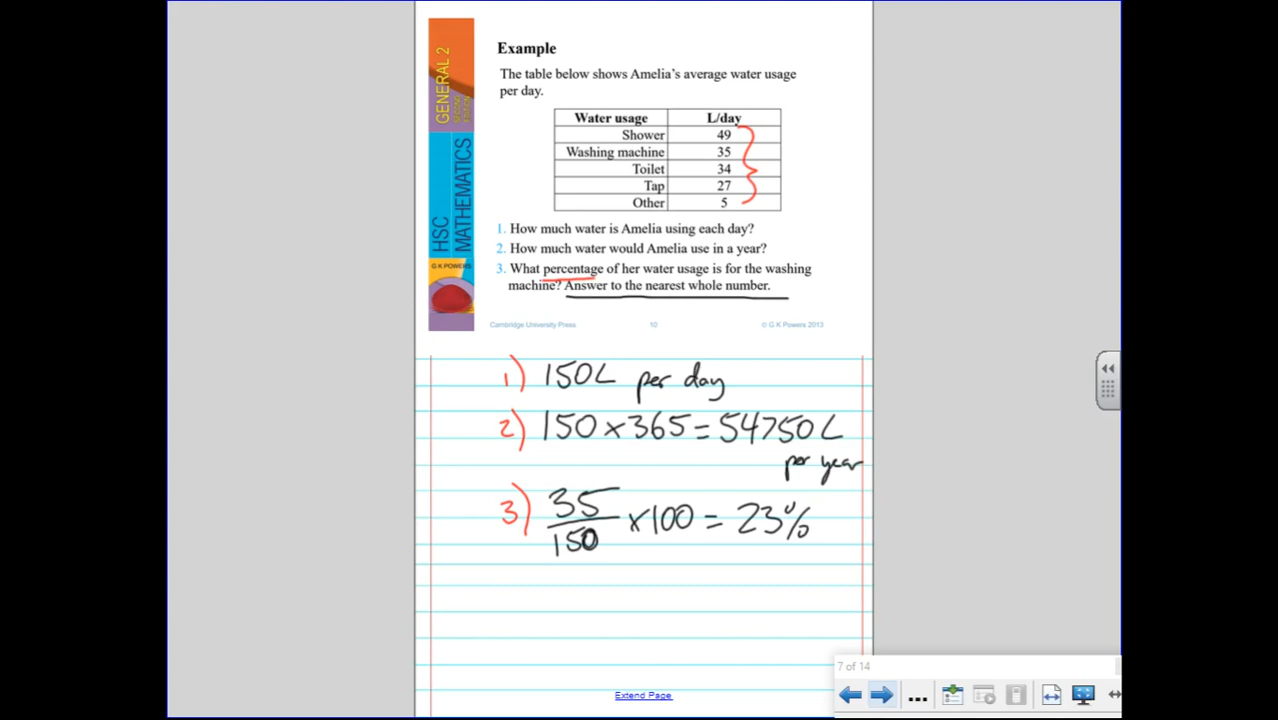 Example
The table below shows Amelia's average water usage
per day.
Water usage L/day
Shower 49
Washing machine 35
Toilet 34
Tap 27
Other 5
1. How much water is Amelia using each day?
2. How much water would Amelia use in a year?
3. What percentage of her water usage is for the washing
machine? Answer to the nearest whole number.
GENERAL 2
SECOND EDITION
HSC
MATHEMATICS
G K POWERS
Cambridge University Press 10 © G K Powers 2013
1) 150L per day
2) 150 x 365 = 54750 L
per year
3) 35/150 x 100 = 23%
7 of 14
Extend Page
...